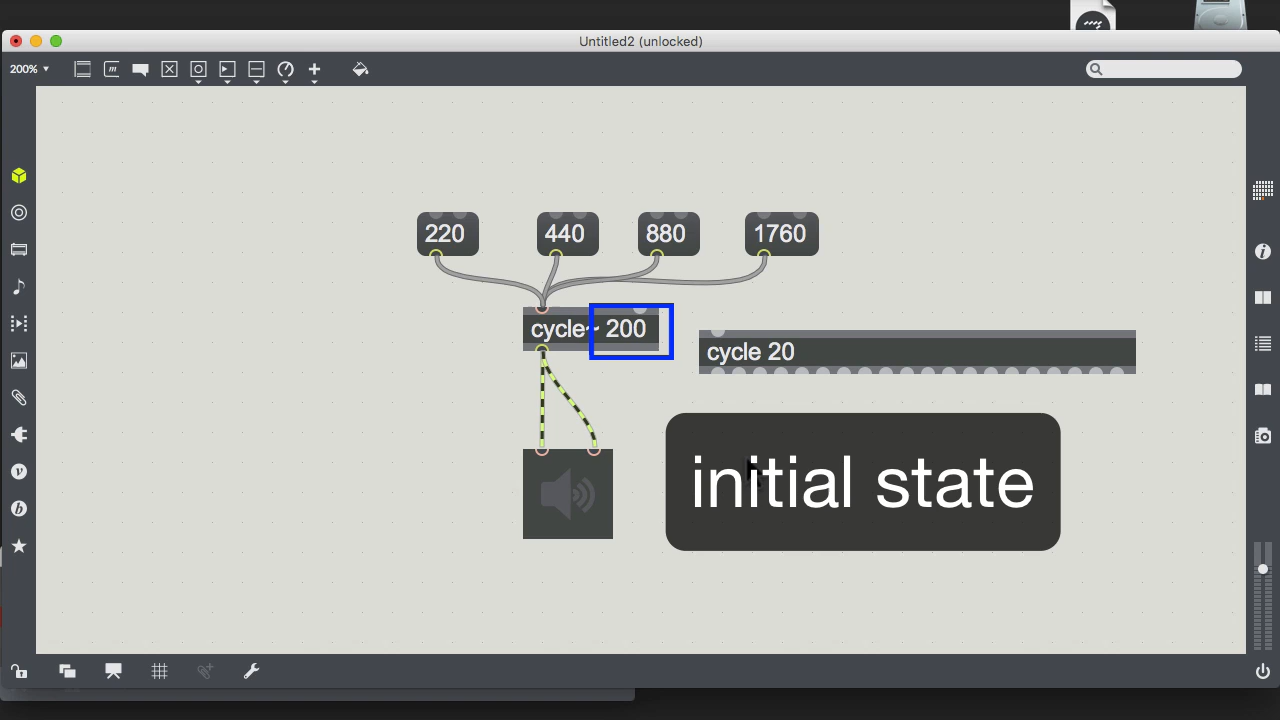 Untitled2 (unlocked)
200%
220
440
880
1760
cycle~ 200
cycle 20
initial state